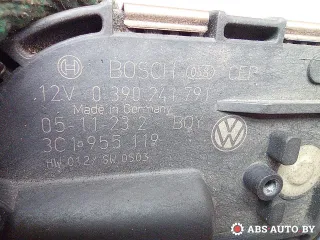 BOSCH CEP
12V 0 390 241 791
Made in Germany
05-11-23 2 BQY
3C1 955 119
HW 012/ SW 0503
ABS AUTO BY